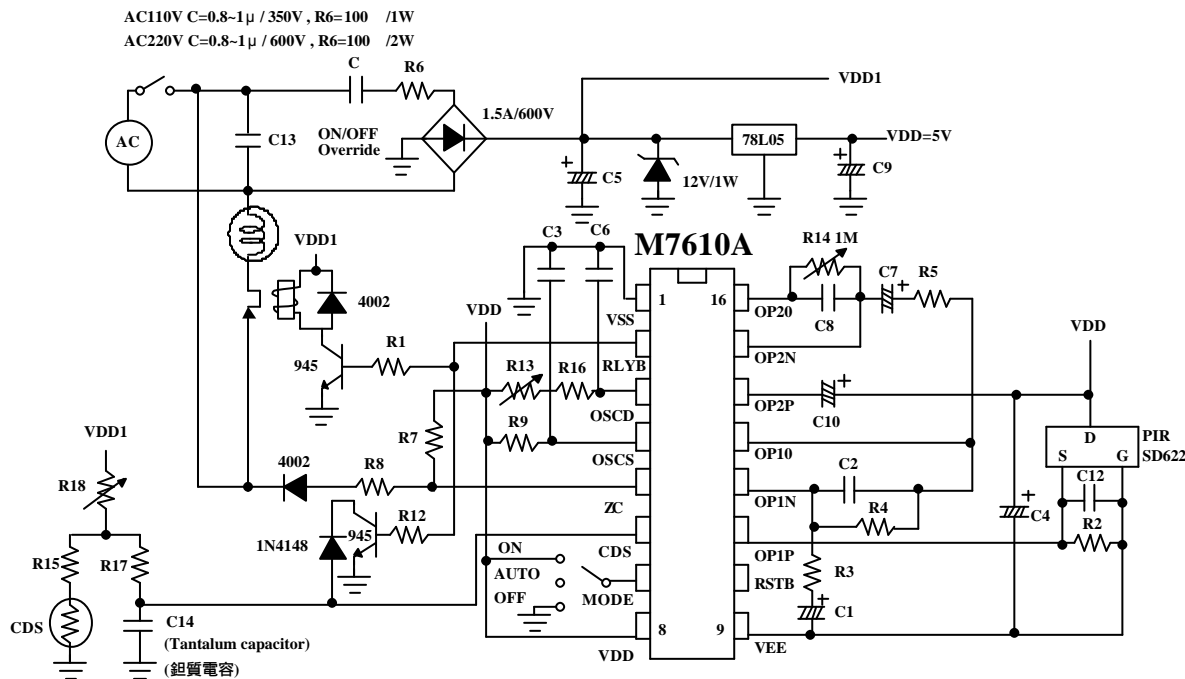 AC110V C=0.8~1μ / 350V , R6=100 /1W
AC220V C=0.8~1μ / 600V , R6=100 /2W
C
R6
VDD1
1.5A/600V
AC
C13
ON/OFF
Override
78L05
VDD=5V
C5
12V/1W
C9
C3
C6
M7610A
R14 1M
VDD1
C7
R5
4002
1
16
VSS
OP20
C8
VDD
VDD
R1
945
RLYB
OP2N
R13
R16
OSCD
OP2P
C10
D
PIR
SD622
S
G
R7
R9
OSCS
OP10
VDD1
C2
C12
4002
R8
ZC
OP1N
R18
R4
C4
R2
945
R12
1N4148
CDS
OP1P
ON
R15
R17
AUTO
RSTB
R3
OFF
MODE
C1
CDS
C14
8
9
(Tantalum capacitor)
VDD
VEE
(鉭質電容)